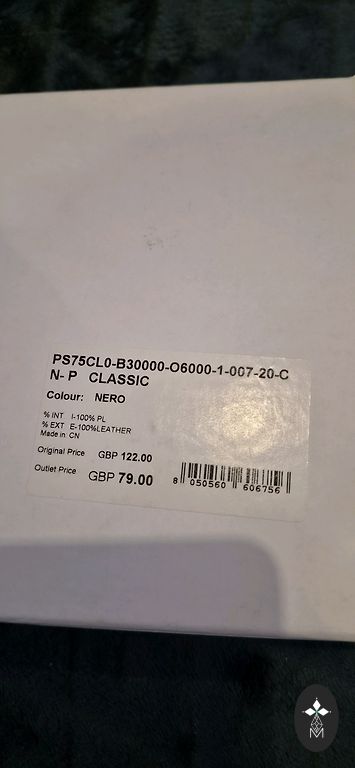 PS75CL0-B30000-O6000-1-007-20-C
N- P CLASSIC
Colour: NERO
% INT I-100% PL
% EXT E-100%LEATHER
Made in: CN
Original Price GBP 122.00
Outlet Price GBP 79.00
8 050560 606756
M